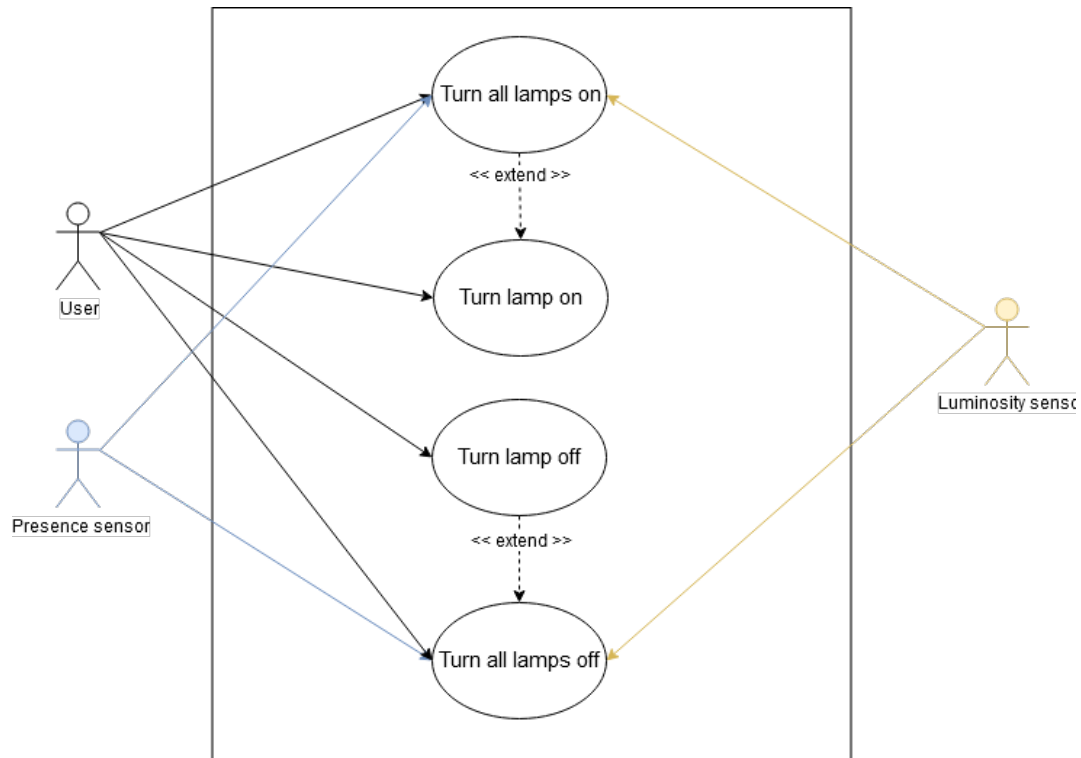 Turn all lamps on
<< extend >>
User
Turn lamp on
Luminosity sensor
Turn lamp off
Presence sensor
<< extend >>
Turn all lamps off